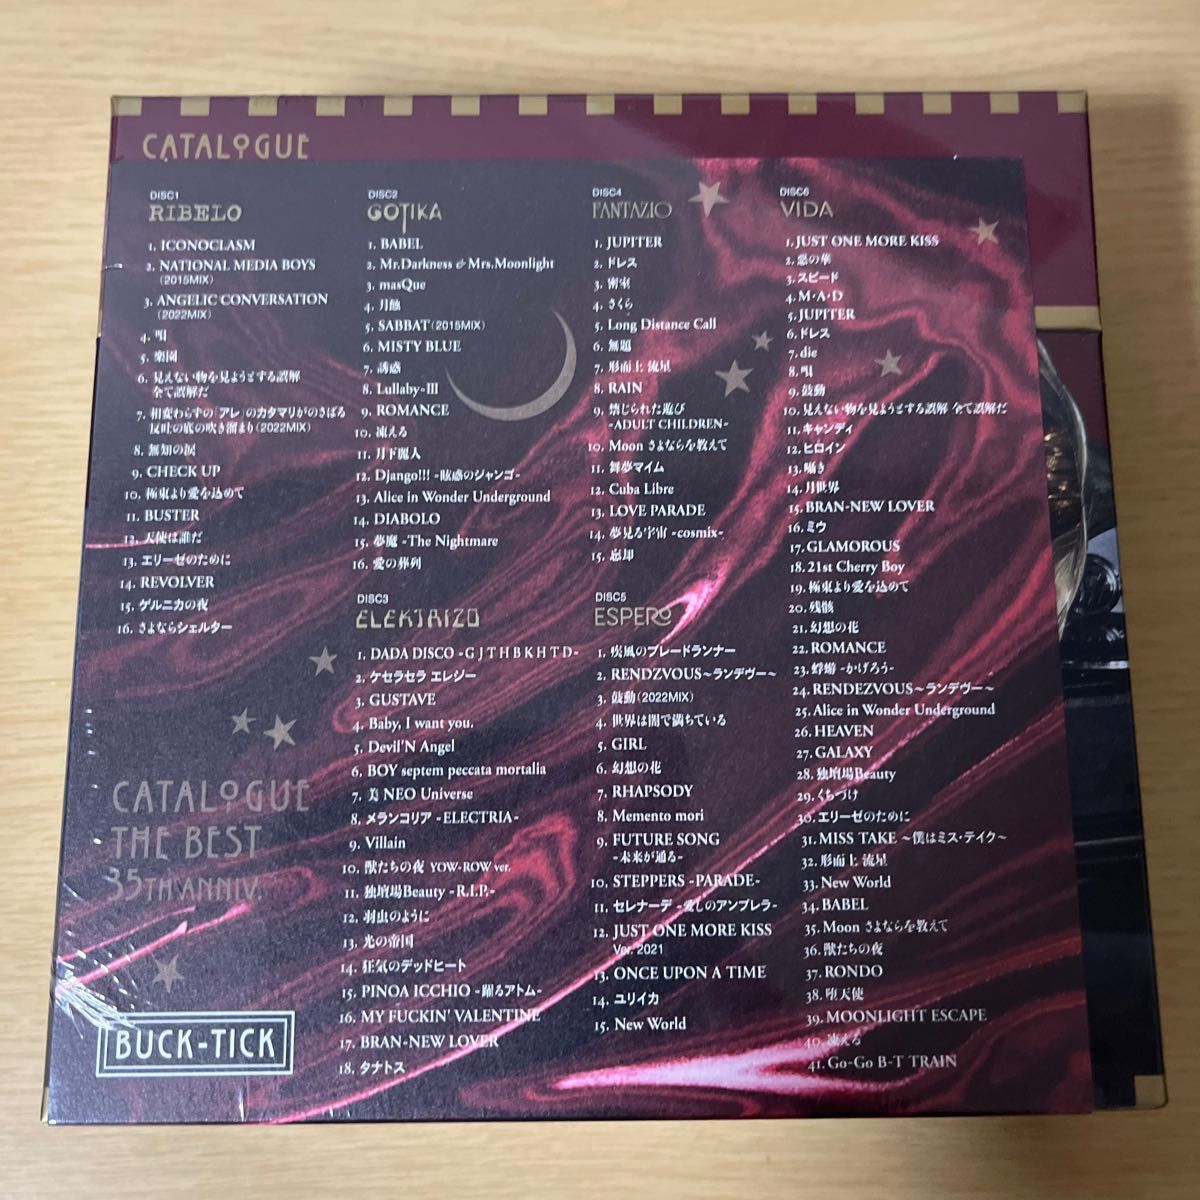 CATALOGUE
DISC1
RIBELO
1. ICONOCLASM
2. NATIONAL MEDIA BOYS
(2015MIX)
3. ANGELIC CONVERSATION
(2022MIX)
4. 唄
5. 楽園
6. 見えない物を見ようとする誤解
全て誤解だ
7. 相変わらずの「アレ」のカタマリがのさばる
反吐の底の吹き溜まり(2022MIX)
8. 無知の涙
9. CHECK UP
10. 極東より愛を込めて
11. BUSTER
12. 天使は誰だ
13. エリーゼのために
14. REVOLVER
15. ゲルニカの夜
16. さよならシェルター
DISC2
GOTIKA
1. BABEL
2. Mr.Darkness & Mrs.Moonlight
3. masQue
4. 月蝕
5. SABBAT(2015MIX)
6. MISTY BLUE
7. 誘惑
8. Lullaby-III
9. ROMANCE
10. 凍える
11. 月下麗人
12. Django!!! -眩惑のジャンゴ-
13. Alice in Wonder Underground
14. DIABOLO
15. 夢魔 -The Nightmare
16. 愛の葬列
DISC3
ELEKTRIZO
1. DADA DISCO -G J T H B K H T D-
2. ケセラセラ エレジー
3. GUSTAVE
4. Baby, I want you.
5. Devil'N Angel
6. BOY septem peccata mortalia
7. 美 NEO Universe
8. メランコリア -ELECTRIA-
9. Villain
10. 獣たちの夜 YOW-ROW ver.
11. 独壇場Beauty -R.I.P.-
12. 羽虫のように
13. 光の帝国
14. 狂気のデッドヒート
15. PINOA ICCHIO -躍るアトム-
16. MY FUCKIN' VALENTINE
17. BRAN-NEW LOVER
18. タナトス
DISC4
FANTAZIO
1. JUPITER
2. ドレス
3. 密室
4. さくら
5. Long Distance Call
6. 無題
7. 形而上 流星
8. RAIN
9. 禁じられた遊び
-ADULT CHILDREN-
10. Moon さよならを教えて
11. 舞夢マイム
12. Cuba Libre
13. LOVE PARADE
14. 夢見る宇宙 -cosmix-
15. 忘却
DISC5
ESPERO
1. 疾風のブレードランナー
2. RENDEZVOUS〜ランデヴー〜
3. 鼓動(2022MIX)
4. 世界は闇で満ちている
5. GIRL
6. 幻想の花
7. RHAPSODY
8. Memento mori
9. FUTURE SONG
-未来が通る-
10. STEPPERS -PARADE-
11. セレナーデ -愛しのアンブレラ-
12. JUST ONE MORE KISS
Ver. 2021
13. ONCE UPON A TIME
14. ユリイカ
15. New World
DISC6
VIDA
1. JUST ONE MORE KISS
2. 惡の華
3. スピード
4. M・A・D
5. JUPITER
6. ドレス
7. die
8. 唄
9. 鼓動
10. 見えない物を見ようとする誤解 全て誤解だ
11. キャンディ
12. ヒロイン
13. 囁き
14. 月世界
15. BRAN-NEW LOVER
16. ミウ
17. GLAMOROUS
18. 21st Cherry Boy
19. 極東より愛を込めて
20. 残骸
21. 幻想の花
22. ROMANCE
23. 蜉蝣 -かげろう-
24. RENDEZVOUS〜ランデヴー〜
25. Alice in Wonder Underground
26. HEAVEN
27. GALAXY
28. 独壇場Beauty
29. くちづけ
30. エリーゼのために
31. MISS TAKE 〜僕はミス・テイク〜
32. 形而上 流星
33. New World
34. BABEL
35. Moon さよならを教えて
36. 獣たちの夜
37. RONDO
38. 堕天使
39. MOONLIGHT ESCAPE
40. 凍える
41. Go-Go B-T TRAIN
CATALOGUE
THE BEST
35TH ANNIV.
BUCK-TICK